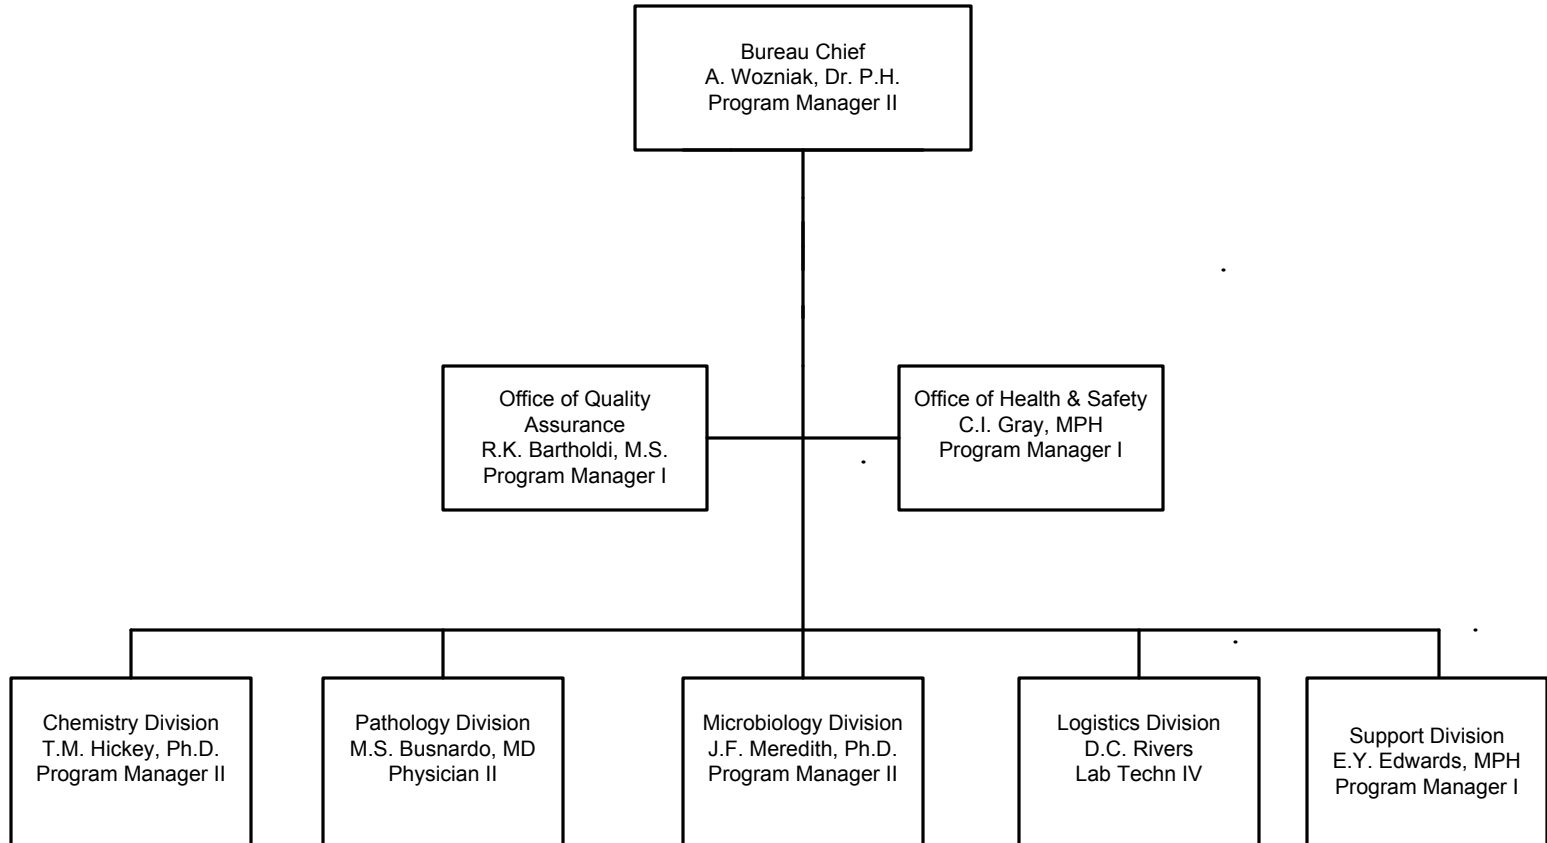 Bureau Chief
A. Wozniak, Dr. P.H.
Program Manager II
Office of Quality
Assurance
R.K. Bartholdi, M.S.
Program Manager I
Office of Health & Safety
C.I. Gray, MPH
Program Manager I
Chemistry Division
T.M. Hickey, Ph.D.
Program Manager II
Pathology Division
M.S. Busnardo, MD
Physician II
Microbiology Division
J.F. Meredith, Ph.D.
Program Manager II
Logistics Division
D.C. Rivers
Lab Techn IV
Support Division
E.Y. Edwards, MPH
Program Manager I